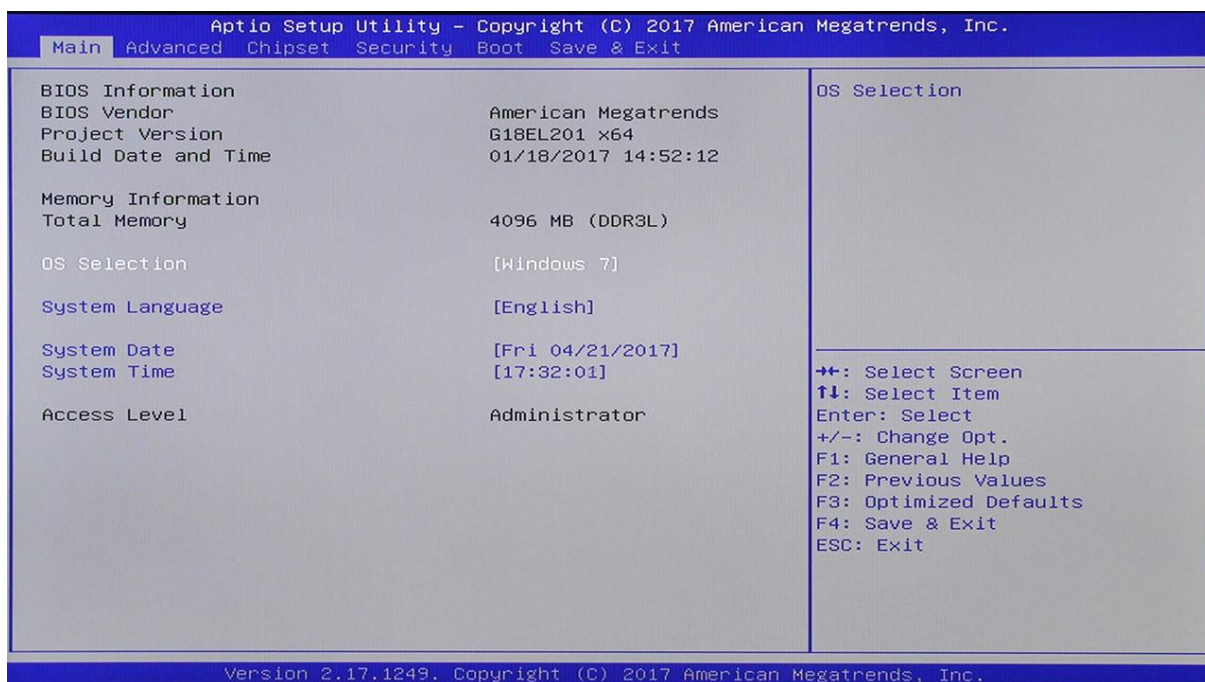 Aptio Setup Utility – Copyright (C) 2017 American Megatrends, Inc.
Main Advanced Chipset Security Boot Save & Exit
BIOS Information
BIOS Vendor American Megatrends
Project Version G18EL201 x64
Build Date and Time 01/18/2017 14:52:12
Memory Information
Total Memory 4096 MB (DDR3L)
OS Selection [Windows 7]
System Language [English]
System Date [Fri 04/21/2017]
System Time [17:32:01]
Access Level Administrator
OS Selection
→←: Select Screen
↑↓: Select Item
Enter: Select
+/-: Change Opt.
F1: General Help
F2: Previous Values
F3: Optimized Defaults
F4: Save & Exit
ESC: Exit
Version 2.17.1249. Copyright (C) 2017 American Megatrends, Inc.